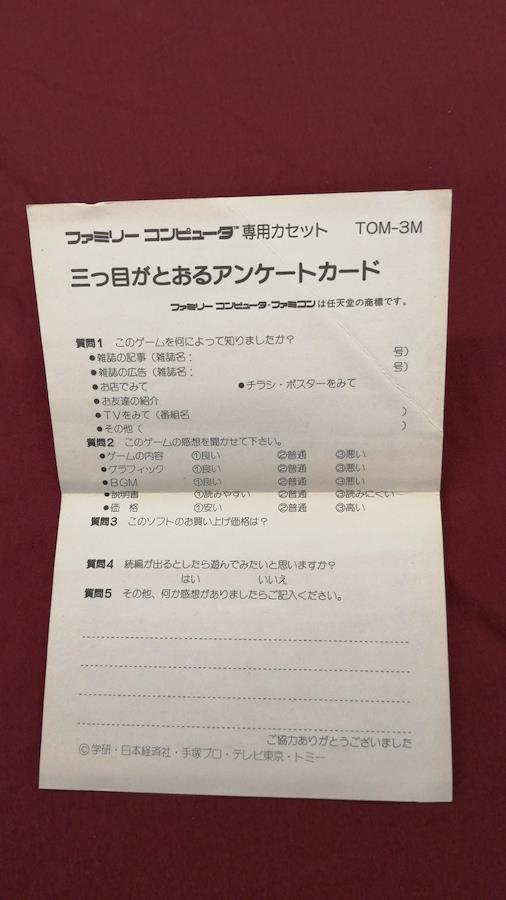 ファミリー コンピュータ™ 専用カセット TOM-3M
三つ目がとおるアンケートカード
ファミリー コンピュータ・ファミコンは任天堂の商標です。
質問1 このゲームを何によって知りましたか?
●雑誌の記事（雑誌名： 号）
●雑誌の広告（雑誌名： 号）
●お店でみて ●チラシ・ポスターをみて
●お友達の紹介
●TVをみて（番組名 ）
●その他（ ）
質問2 このゲームの感想を聞かせて下さい。
●ゲームの内容 ①良い ②普通 ③悪い
●グラフィック ①良い ②普通 ③悪い
●BGM ①良い ②普通 ③悪い
●説明書 ①読みやすい ②普通 ③読みにくい
●価 格 ①安い ②普通 ③高い
質問3 このソフトのお買い上げ価格は?
質問4 続編が出るとしたら遊んでみたいと思いますか?
はい いいえ
質問5 その他、何か感想がありましたらご記入ください。
ご協力ありがとうございました
©学研・日本経済社・手塚プロ・テレビ東京・トミー